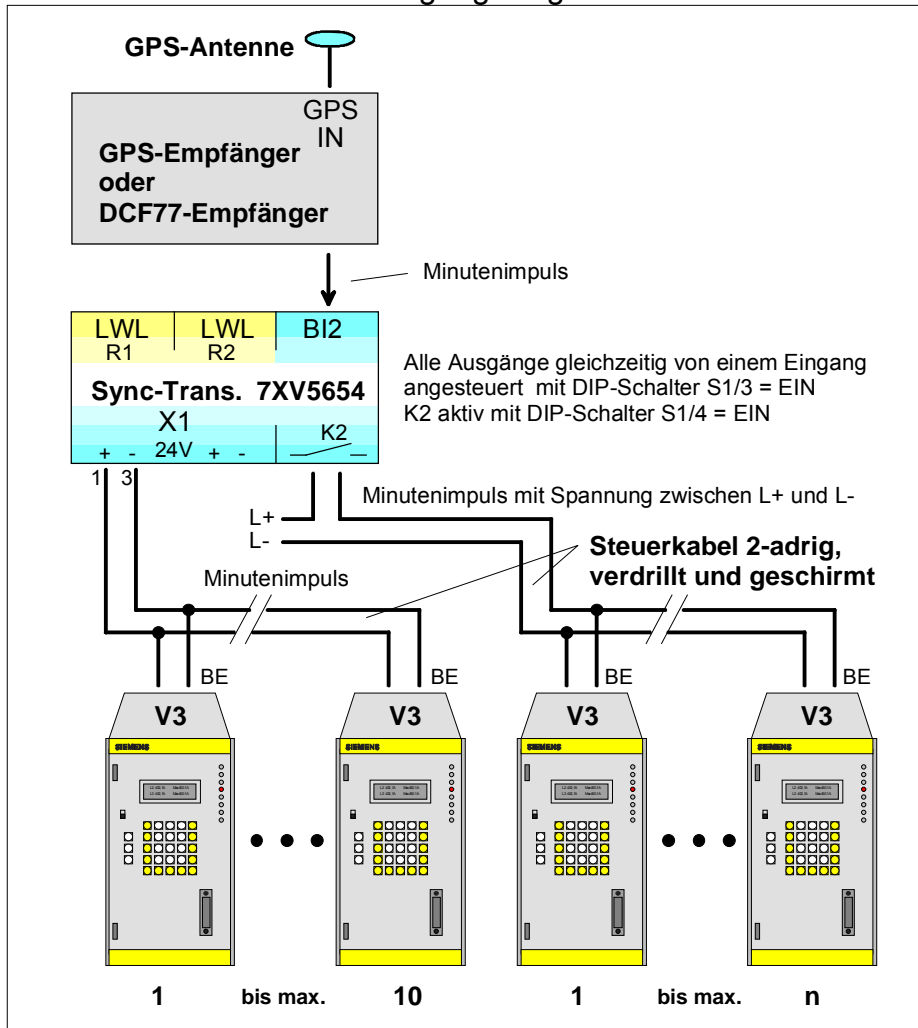 GPS-Antenne
GPS
IN
GPS-Empfänger
oder
DCF77-Empfänger
Minutenimpuls
LWL LWL BI2
R1 R2
Sync-Trans. 7XV5654
X1
K2
+ - 24V + -
Alle Ausgänge gleichzeitig von einem Eingang
angesteuert mit DIP-Schalter S1/3 = EIN
K2 aktiv mit DIP-Schalter S1/4 = EIN
1 3
Minutenimpuls mit Spannung zwischen L+ und L-
L+
L-
Steuerkabel 2-adrig,
verdrillt und geschirmt
Minutenimpuls
BE BE BE BE
V3 V3 V3 V3
SIEMENS SIEMENS SIEMENS SIEMENS
1 bis max. 10 1 bis max. n